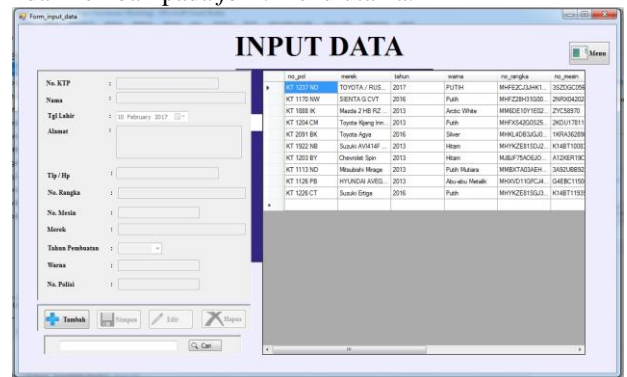 Form_input_data
INPUT DATA
Menu
No. KTP :
Nama :
Tgl Lahir : 10 February 2017
Alamat :
Tlp / Hp :
No. Rangka :
No. Mesin :
Merek :
Tahun Pembuatan :
Warna :
No. Polisi :
Tambah Simpan Edit Hapus
Cari
no_pol merek tahun warna no_rangka no_mesin
KT 1237 NO TOYOTA / RUS... 2017 PUTIH
KT 1170 NW SIENTA G CVT 2016 Putih
KT 1888 IK Mazda 2 HB RZ ... 2013 Arctic White
KT 1204 CM Toyota Kijang Inn... 2013 Putih
KT 2091 BK Toyota Agya 2016 Silver
KT 1922 NB Suzuki AVI414F ... 2013 Hitam
KT 1203 BY Chevrolet Spin 2013 Hitam
KT 1113 ND Mitsubishi Mirage 2013 Putih Mutiara
KT 1126 PB HYUNDAI AVEG... 2013 Abu-abu Metalik
KT 1226 CT Suzuki Ertiga 2016 Putih